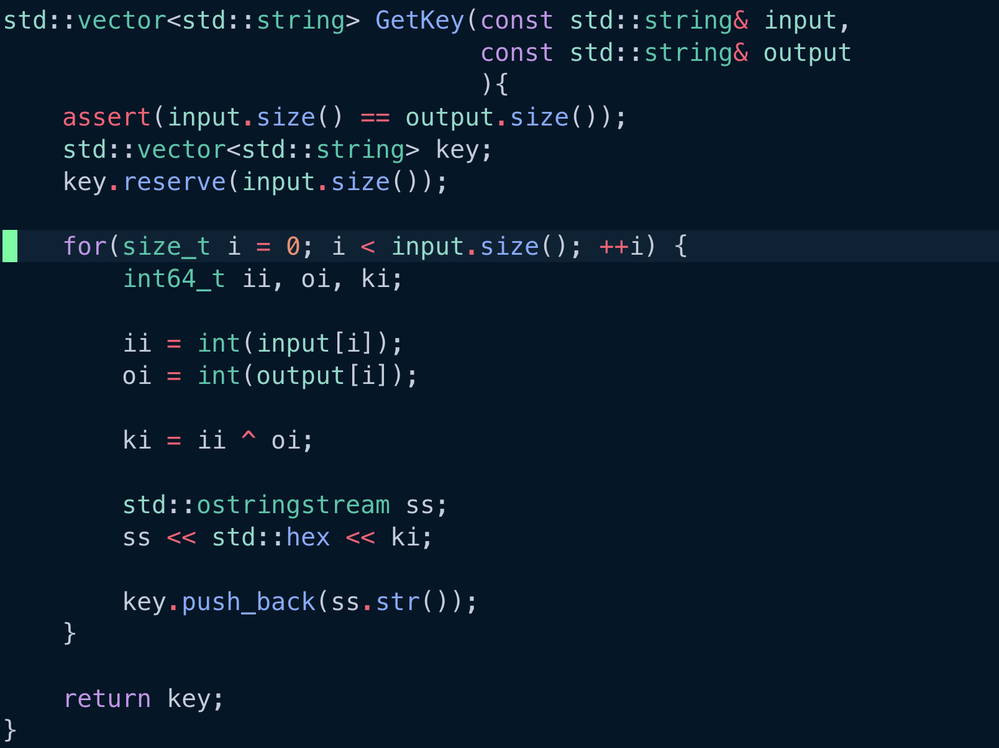 std::vector<std::string> GetKey(const std::string& input,
                                const std::string& output
                                ){
    assert(input.size() == output.size());
    std::vector<std::string> key;
    key.reserve(input.size());

    for(size_t i = 0; i < input.size(); ++i) {
        int64_t ii, oi, ki;

        ii = int(input[i]);
        oi = int(output[i]);

        ki = ii ^ oi;

        std::ostringstream ss;
        ss << std::hex << ki;

        key.push_back(ss.str());
    }

    return key;
}